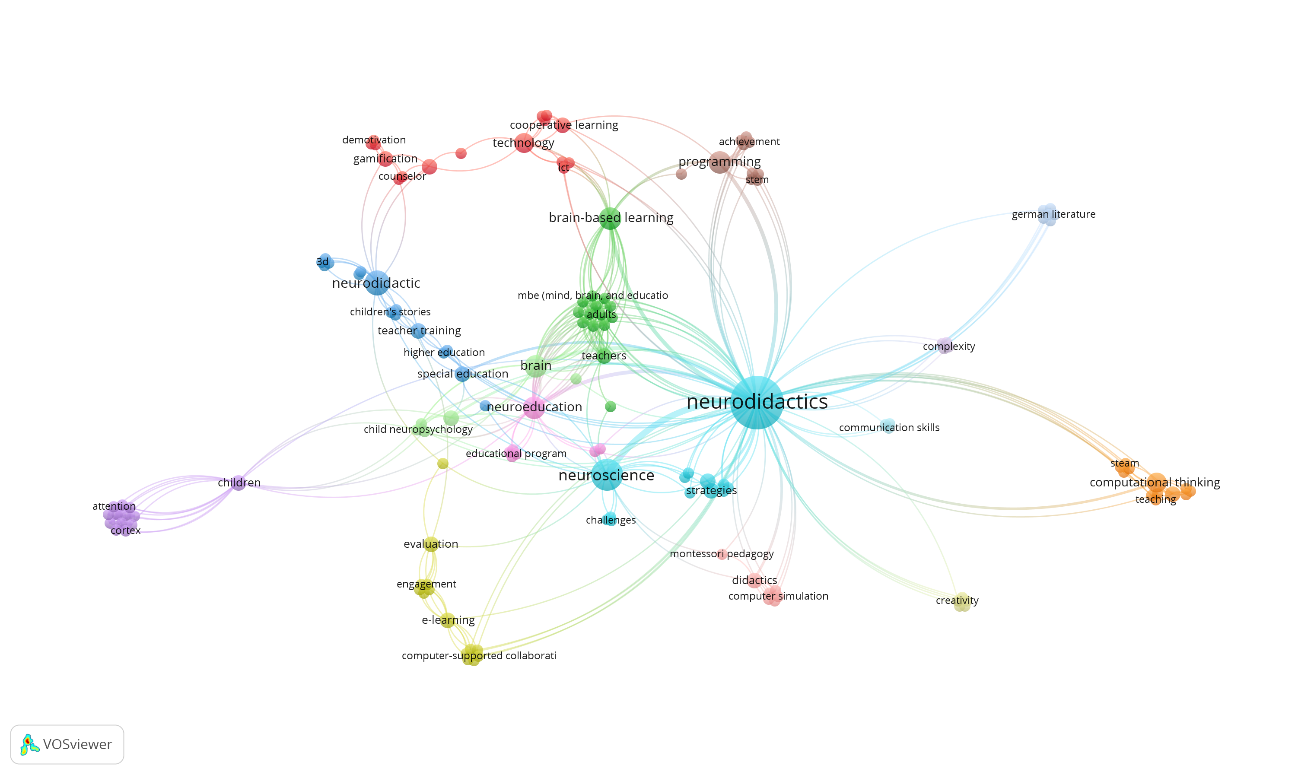 cooperative learning
demotivation
achievement
technology
gamification
programming
ict
counselor
stem
german literature
brain-based learning
3d
neurodidactic
mbe (mind, brain, and educatio
children's stories
adults
teacher training
complexity
higher education
teachers
brain
special education
neurodidactics
neuroeducation
child neuropsychology
communication skills
educational program
steam
neuroscience
children
computational thinking
strategies
teaching
attention
challenges
cortex
evaluation
montessori pedagogy
didactics
engagement
computer simulation
creativity
e-learning
computer-supported collaborati
VOSviewer